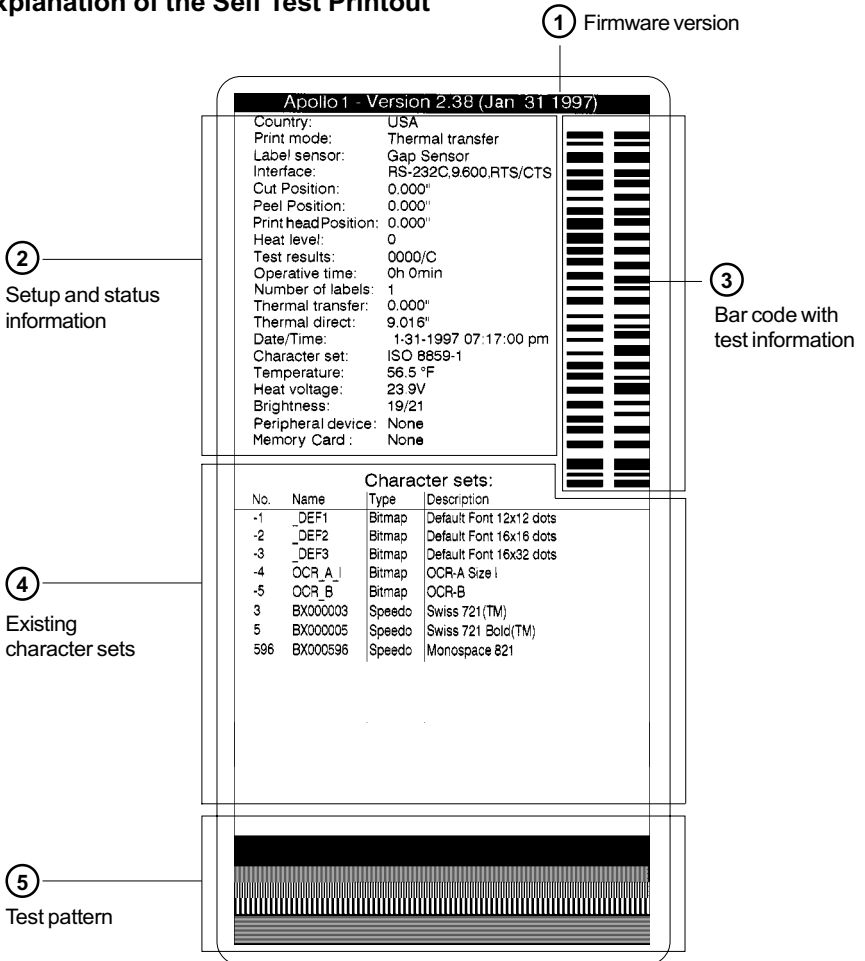 xplanation of the Self Test Printout
1 Firmware version
Apollo 1 - Version 2.38 (Jan 31 1997)
Country: USA
Print mode: Thermal transfer
Label sensor: Gap Sensor
Interface: RS-232C,9.600,RTS/CTS
Cut Position: 0.000"
Peel Position: 0.000"
Print head Position: 0.000"
Heat level: 0
Test results: 0000/C
Operative time: 0h 0min
Number of labels: 1
Thermal transfer: 0.000"
Thermal direct: 9.016"
Date/Time: 1-31-1997 07:17:00 pm
Character set: ISO 8859-1
Temperature: 56.5 °F
Heat voltage: 23.9V
Brightness: 19/21
Peripheral device: None
Memory Card : None
2
Setup and status
information
3
Bar code with
test information
Character sets:
No. Name Type Description
-1 _DEF1 Bitmap Default Font 12x12 dots
-2 _DEF2 Bitmap Default Font 16x16 dots
-3 _DEF3 Bitmap Default Font 16x32 dots
-4 OCR_A_I Bitmap OCR-A Size I
-5 OCR_B Bitmap OCR-B
3 BX000003 Speedo Swiss 721(TM)
5 BX000005 Speedo Swiss 721 Bold(TM)
596 BX000596 Speedo Monospace 821
4
Existing
character sets
5
Test pattern